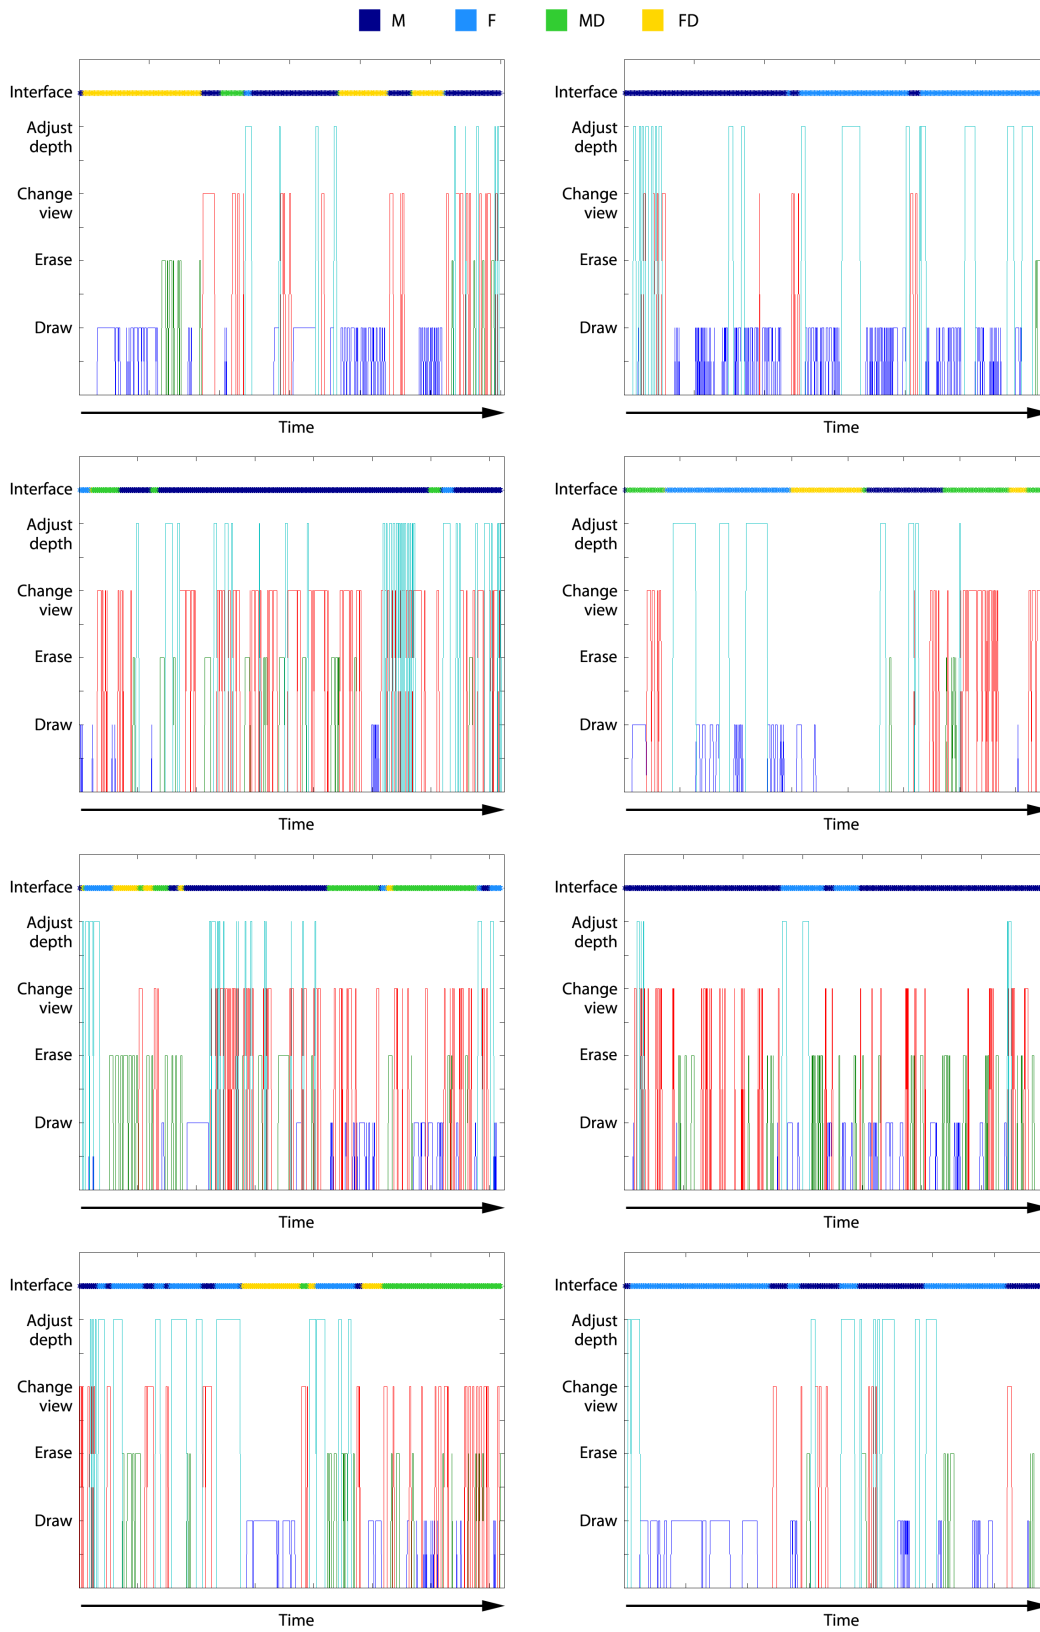 M F MD FD
Interface
Adjust
depth
Change
view
Erase
Draw
Time
Interface
Adjust
depth
Change
view
Erase
Draw
Time
Interface
Adjust
depth
Change
view
Erase
Draw
Time
Interface
Adjust
depth
Change
view
Erase
Draw
Time
Interface
Adjust
depth
Change
view
Erase
Draw
Time
Interface
Adjust
depth
Change
view
Erase
Draw
Time
Interface
Adjust
depth
Change
view
Erase
Draw
Time
Interface
Adjust
depth
Change
view
Erase
Draw
Time